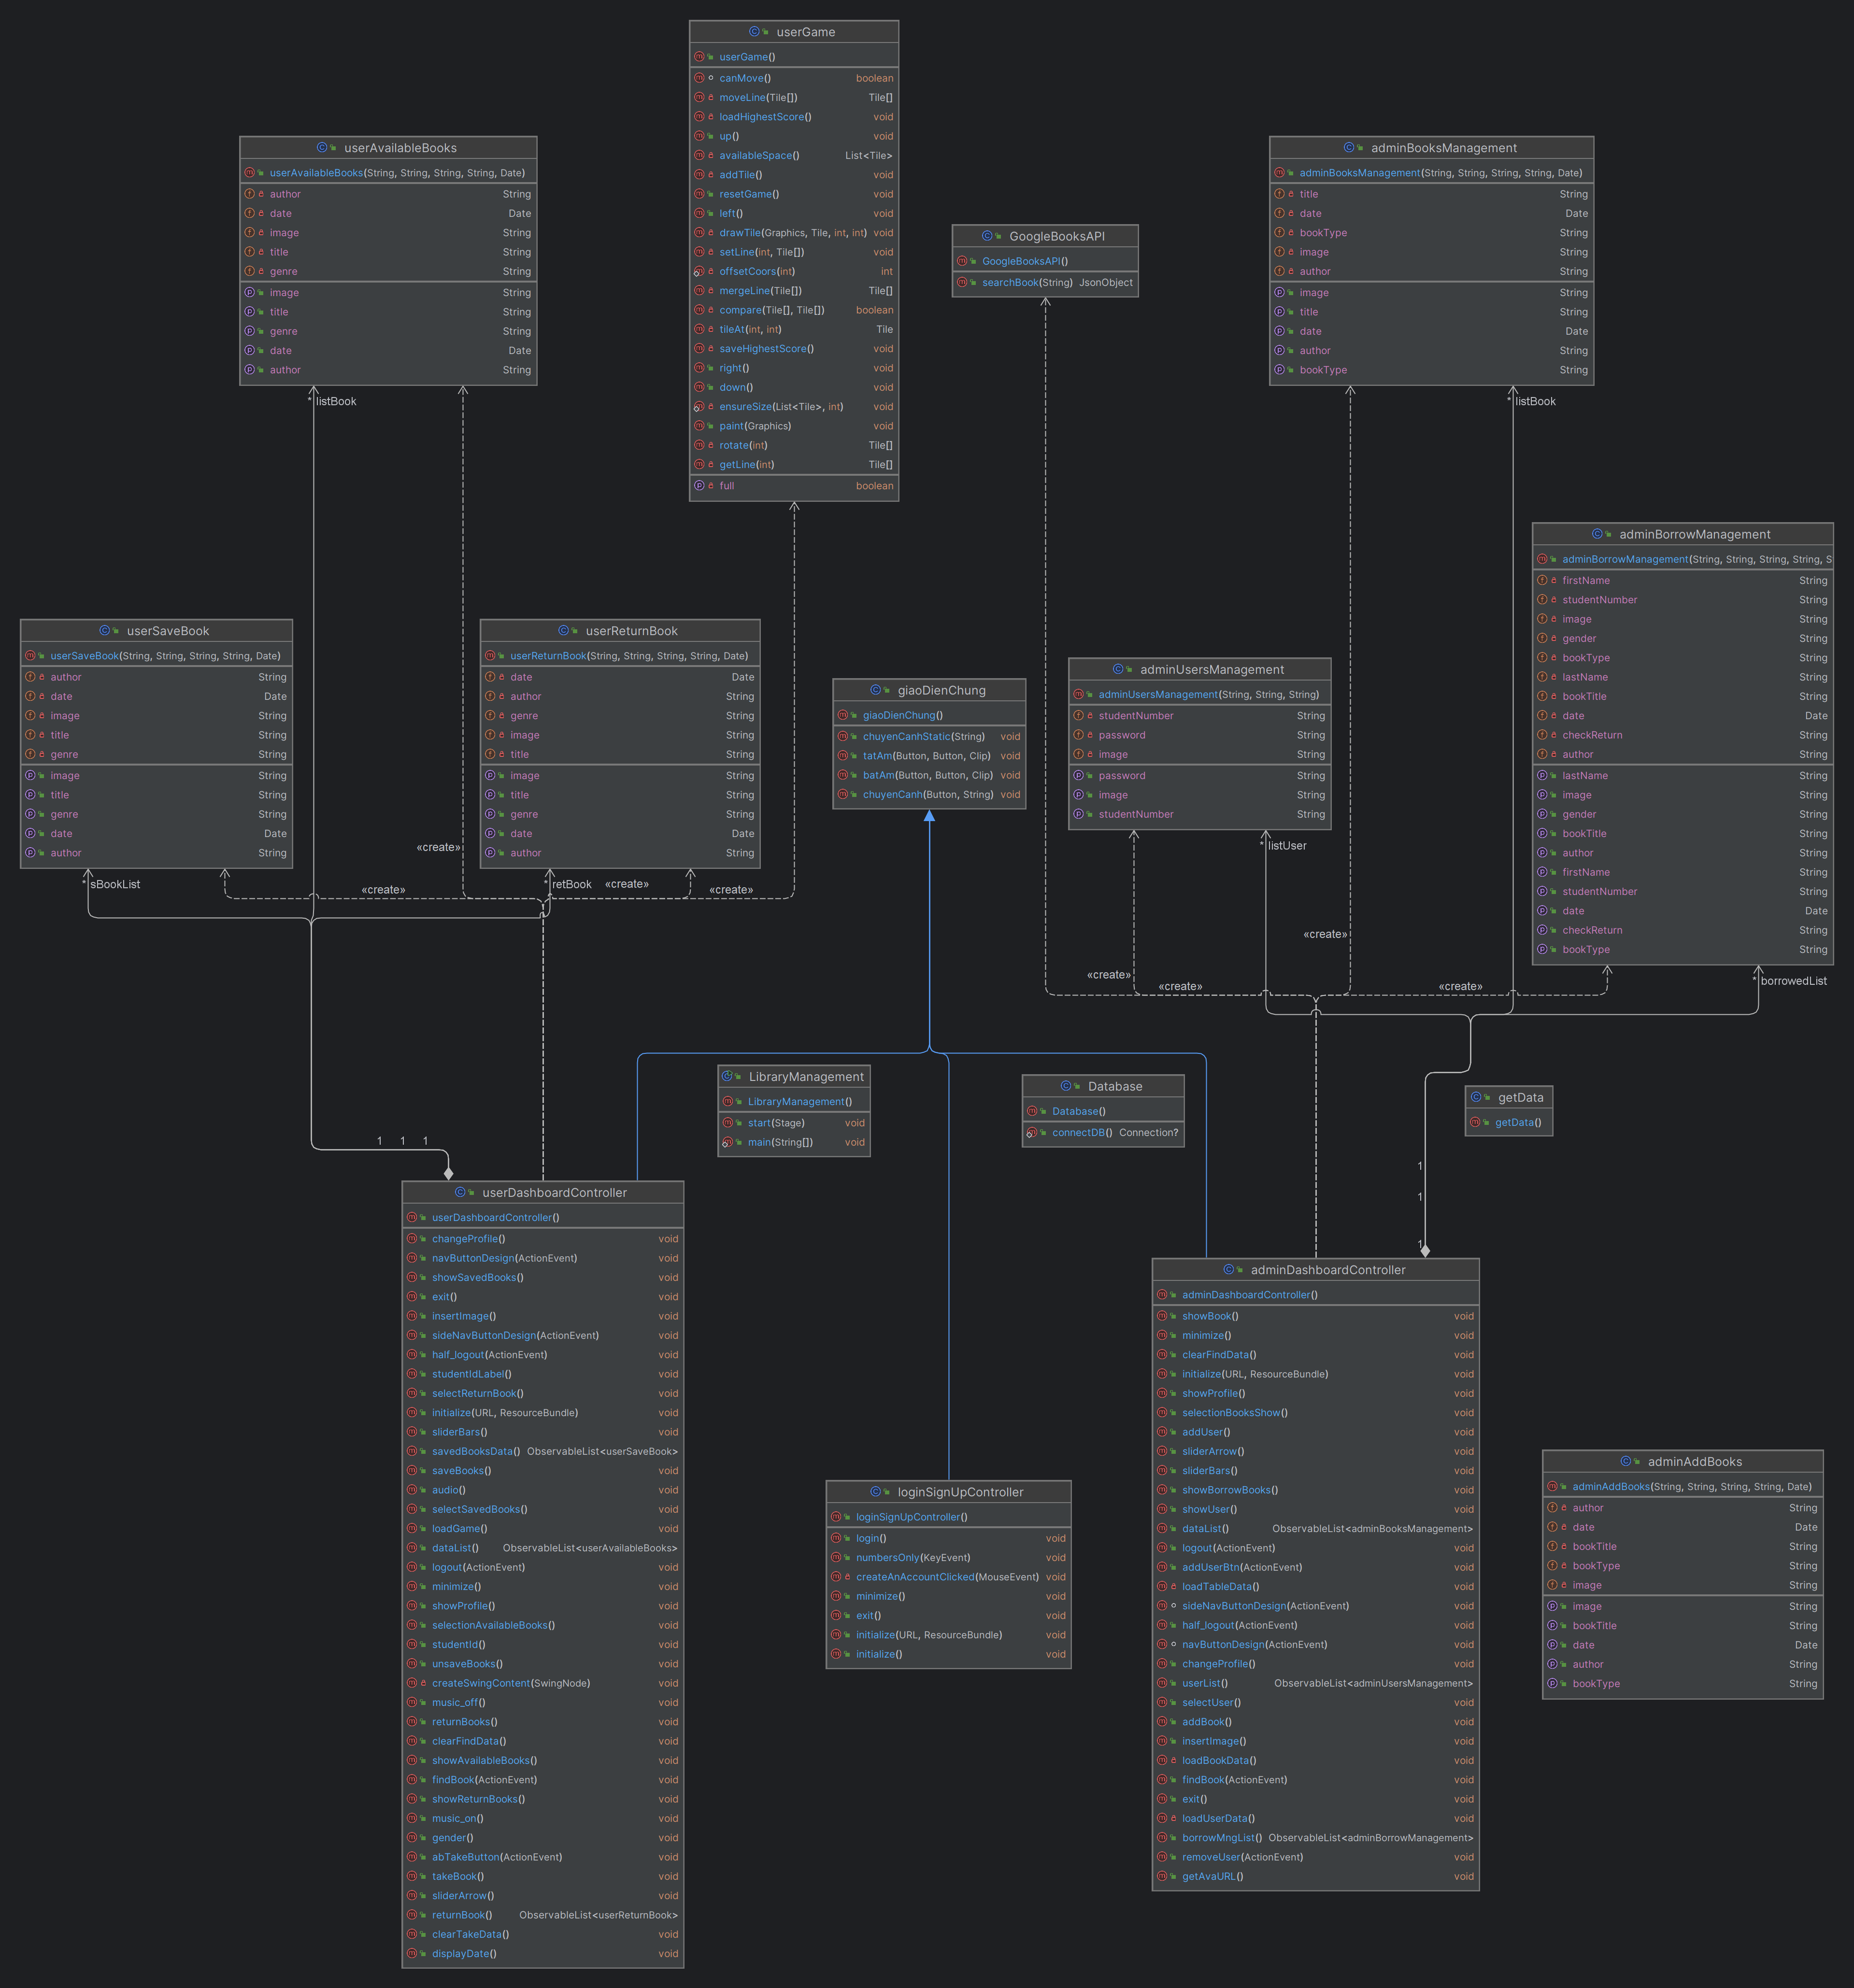 userGame
userGame()
canMove() boolean
moveLine(Tile[]) Tile[]
loadHighestScore() void
up() void
availableSpace() List<Tile>
addTile() void
resetGame() void
left() void
drawTile(Graphics, Tile, int, int) void
setLine(int, Tile[]) void
offsetCoors(int) int
mergeLine(Tile[]) Tile[]
compare(Tile[], Tile[]) boolean
tileAt(int, int) Tile
saveHighestScore() void
right() void
down() void
ensureSize(List<Tile>, int) void
paint(Graphics) void
rotate(int) Tile[]
getLine(int) Tile[]
full boolean
userAvailableBooks
userAvailableBooks(String, String, String, String, Date)
author String
date Date
image String
title String
genre String
image String
title String
genre String
date Date
author String
* listBook
GoogleBooksAPI
GoogleBooksAPI()
searchBook(String) JsonObject
adminBooksManagement
adminBooksManagement(String, String, String, String, Date)
title String
date Date
bookType String
image String
author String
image String
title String
date Date
author String
bookType String
* listBook
adminBorrowManagement
adminBorrowManagement(String, String, String, String, S
firstName String
studentNumber String
image String
gender String
bookType String
lastName String
bookTitle String
date Date
checkReturn String
author String
lastName String
image String
gender String
bookTitle String
author String
firstName String
studentNumber String
date Date
checkReturn String
bookType String
* borrowedList
userSaveBook
userSaveBook(String, String, String, String, Date)
author String
date Date
image String
title String
genre String
image String
title String
genre String
date Date
author String
* sBookList
userReturnBook
userReturnBook(String, String, String, String, Date)
date Date
author String
genre String
image String
title String
image String
title String
genre String
date Date
author String
* retBook
«create»
«create»
«create»
«create»
giaoDienChung
giaoDienChung()
chuyenCanhStatic(String) void
tatAm(Button, Button, Clip) void
batAm(Button, Button, Clip) void
chuyenCanh(Button, String) void
adminUsersManagement
adminUsersManagement(String, String, String)
studentNumber String
password String
image String
password String
image String
studentNumber String
* listUser
«create»
«create»
«create»
«create»
LibraryManagement
LibraryManagement()
start(Stage) void
main(String[]) void
Database
Database()
connectDB() Connection?
getData
getData()
1 1 1
1
1
1
userDashboardController
userDashboardController()
changeProfile() void
navButtonDesign(ActionEvent) void
showSavedBooks() void
exit() void
insertImage() void
sideNavButtonDesign(ActionEvent) void
half_logout(ActionEvent) void
studentIdLabel() void
selectReturnBook() void
initialize(URL, ResourceBundle) void
sliderBars() void
savedBooksData() ObservableList<userSaveBook>
saveBooks() void
audio() void
selectSavedBooks() void
loadGame() void
dataList() ObservableList<userAvailableBooks>
logout(ActionEvent) void
minimize() void
showProfile() void
selectionAvailableBooks() void
studentId() void
unsaveBooks() void
createSwingContent(SwingNode) void
music_off() void
returnBooks() void
clearFindData() void
showAvailableBooks() void
findBook(ActionEvent) void
showReturnBooks() void
music_on() void
gender() void
abTakeButton(ActionEvent) void
takeBook() void
sliderArrow() void
returnBook() ObservableList<userReturnBook>
clearTakeData() void
displayDate() void
loginSignUpController
loginSignUpController()
login() void
numbersOnly(KeyEvent) void
createAnAccountClicked(MouseEvent) void
minimize() void
exit() void
initialize(URL, ResourceBundle) void
initialize() void
adminDashboardController
adminDashboardController()
showBook() void
minimize() void
clearFindData() void
initialize(URL, ResourceBundle) void
showProfile() void
selectionBooksShow() void
addUser() void
sliderArrow() void
sliderBars() void
showBorrowBooks() void
showUser() void
dataList() ObservableList<adminBooksManagement>
logout(ActionEvent) void
addUserBtn(ActionEvent) void
loadTableData() void
sideNavButtonDesign(ActionEvent) void
half_logout(ActionEvent) void
navButtonDesign(ActionEvent) void
changeProfile() void
userList() ObservableList<adminUsersManagement>
selectUser() void
addBook() void
insertImage() void
loadBookData() void
findBook(ActionEvent) void
exit() void
loadUserData() void
borrowMngList() ObservableList<adminBorrowManagement>
removeUser(ActionEvent) void
getAvaURL() void
adminAddBooks
adminAddBooks(String, String, String, String, Date)
author String
date Date
bookTitle String
bookType String
image String
image String
bookTitle String
date Date
author String
bookType String